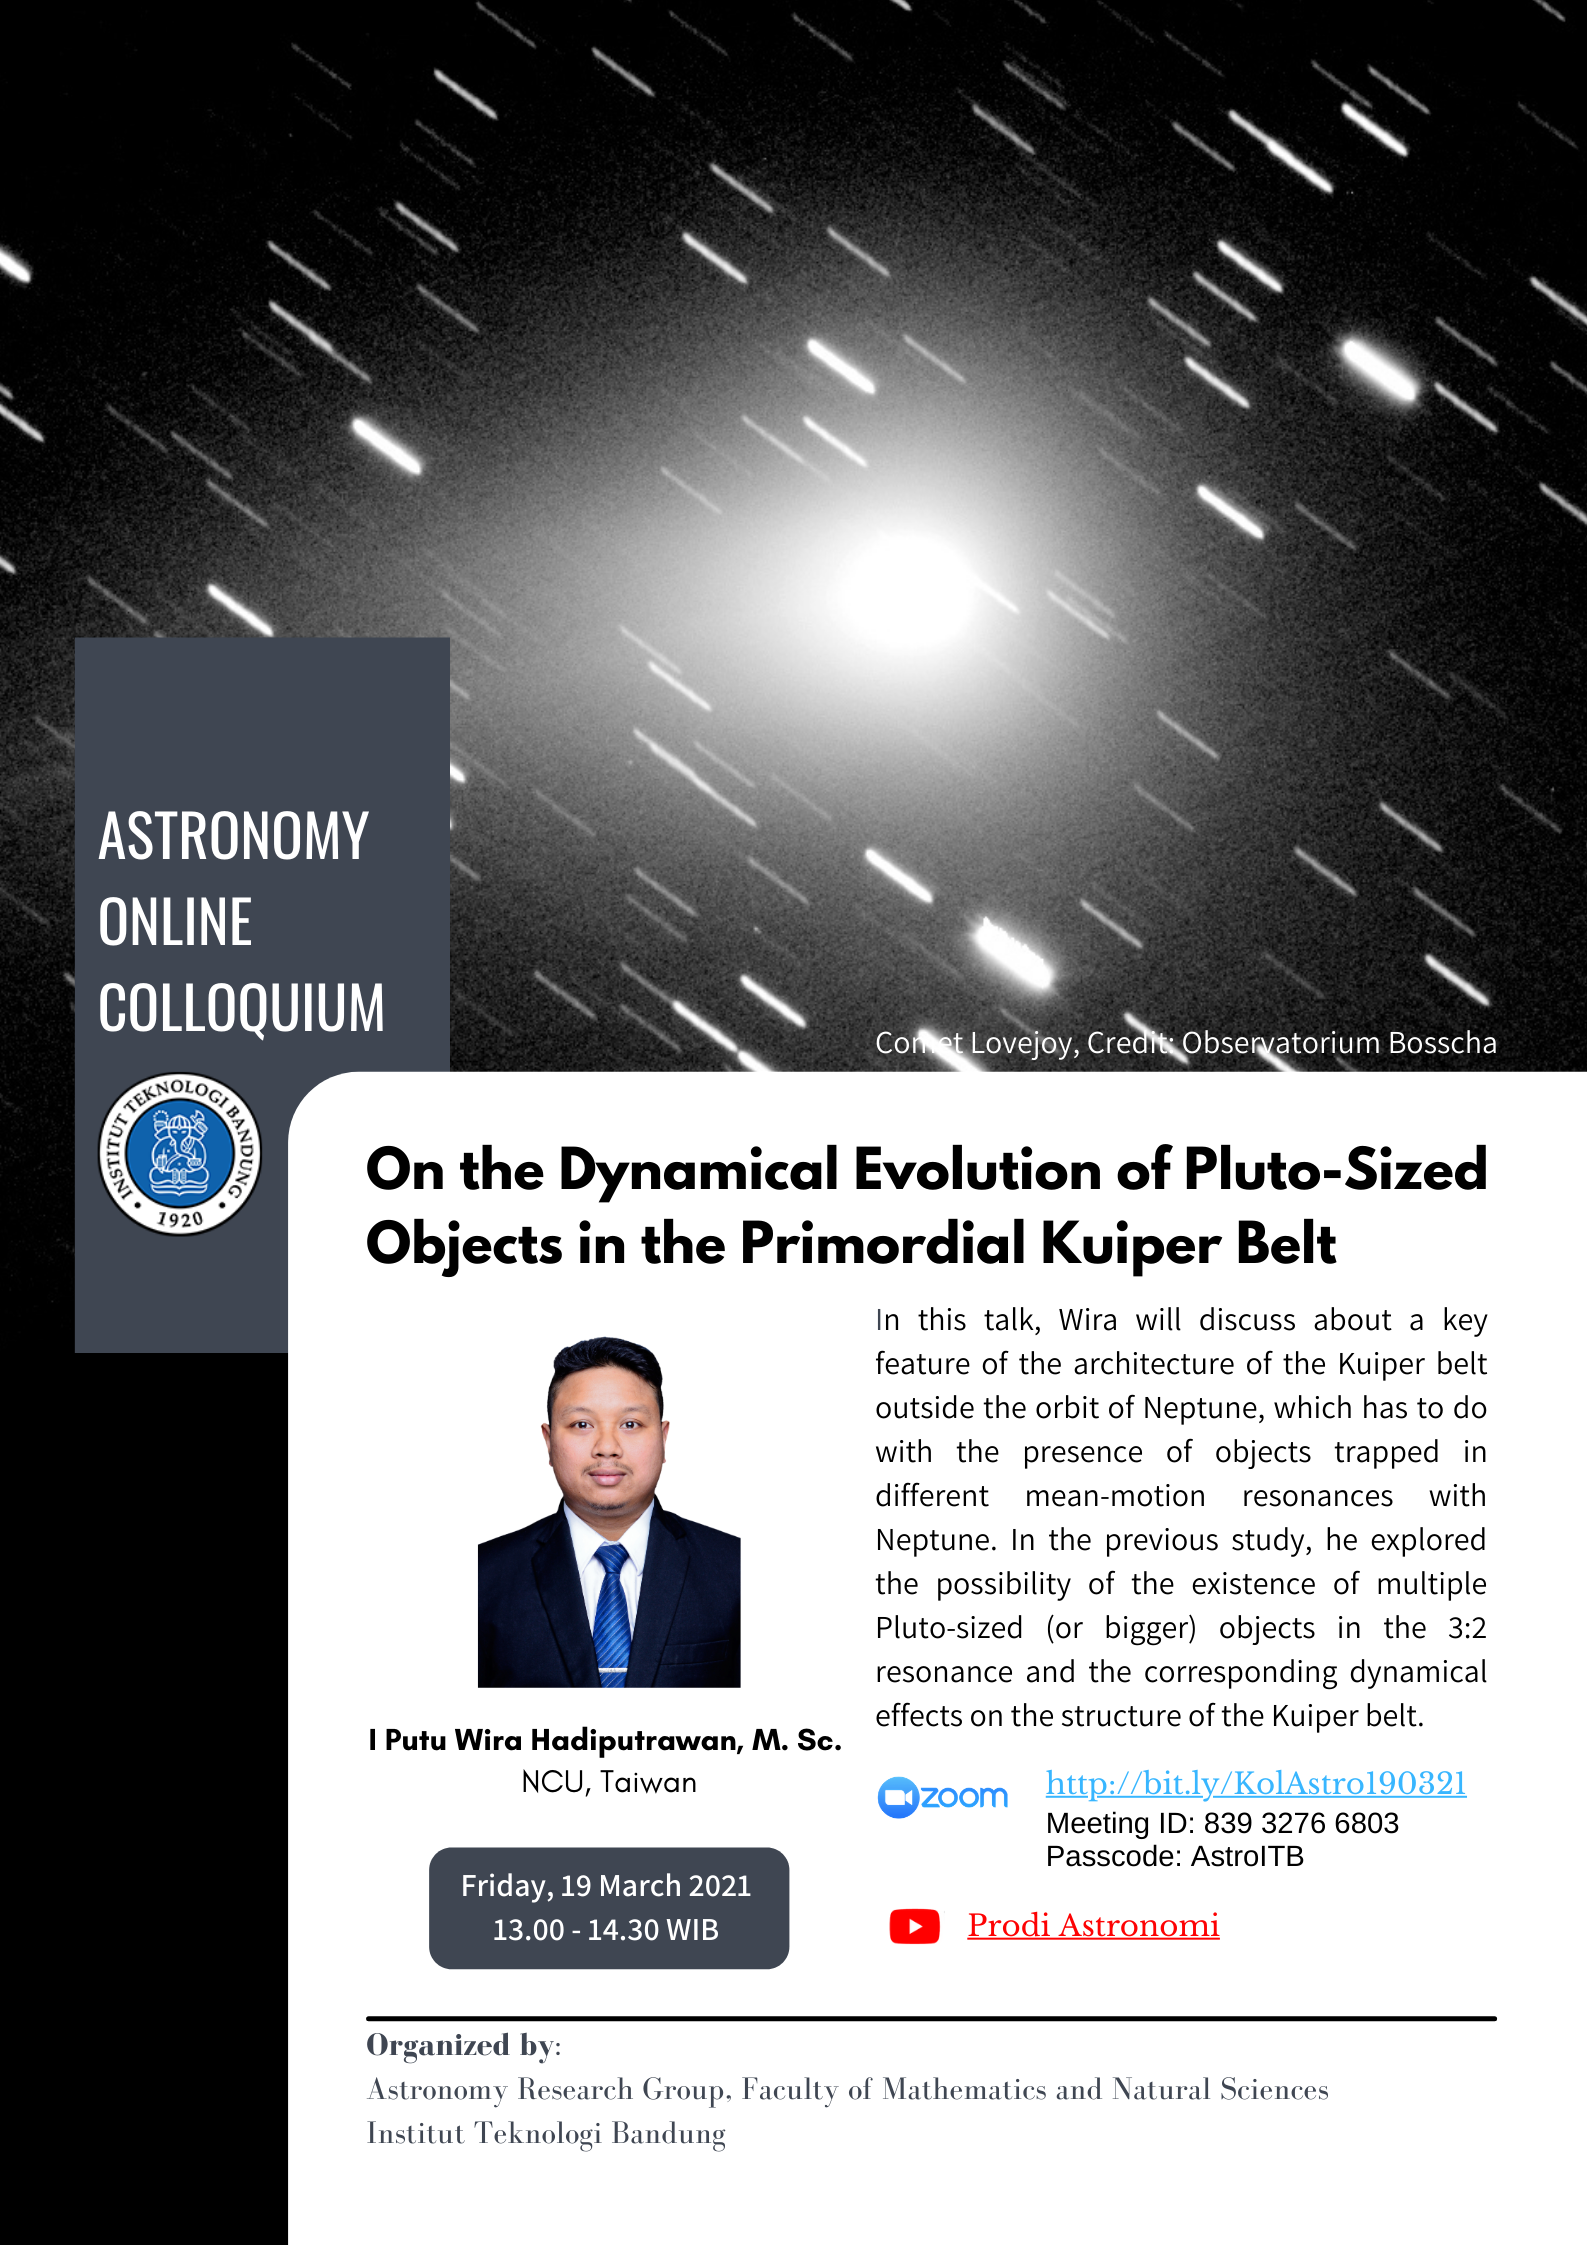 ASTRONOMY
ONLINE
COLLOQUIUM
Comet Lovejoy, Credit: Observatorium Bosscha
INSTITUT TEKNOLOGI BANDUNG
1920
On the Dynamical Evolution of Pluto-Sized
Objects in the Primordial Kuiper Belt
In this talk, Wira will discuss about a key
feature of the architecture of the Kuiper belt
outside the orbit of Neptune, which has to do
with the presence of objects trapped in
different mean-motion resonances with
Neptune. In the previous study, he explored
the possibility of the existence of multiple
Pluto-sized (or bigger) objects in the 3:2
resonance and the corresponding dynamical
effects on the structure of the Kuiper belt.
I Putu Wira Hadiputrawan, M. Sc.
NCU, Taiwan
Friday, 19 March 2021
13.00 - 14.30 WIB
zoom
http://bit.ly/KolAstro190321
Meeting ID: 839 3276 6803
Passcode: AstroITB
Prodi Astronomi
Organized by:
Astronomy Research Group, Faculty of Mathematics and Natural Sciences
Institut Teknologi Bandung